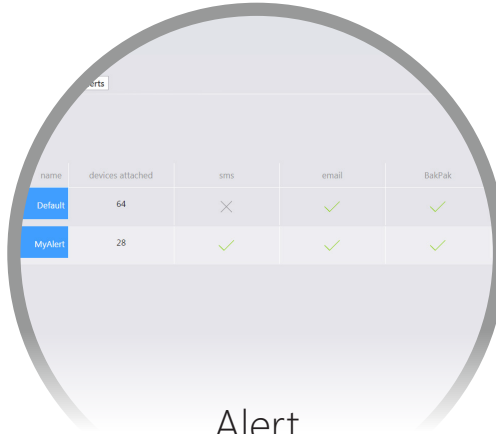 erts
name devices attached sms email BakPak
Default 64
MyAlert 28
Alert